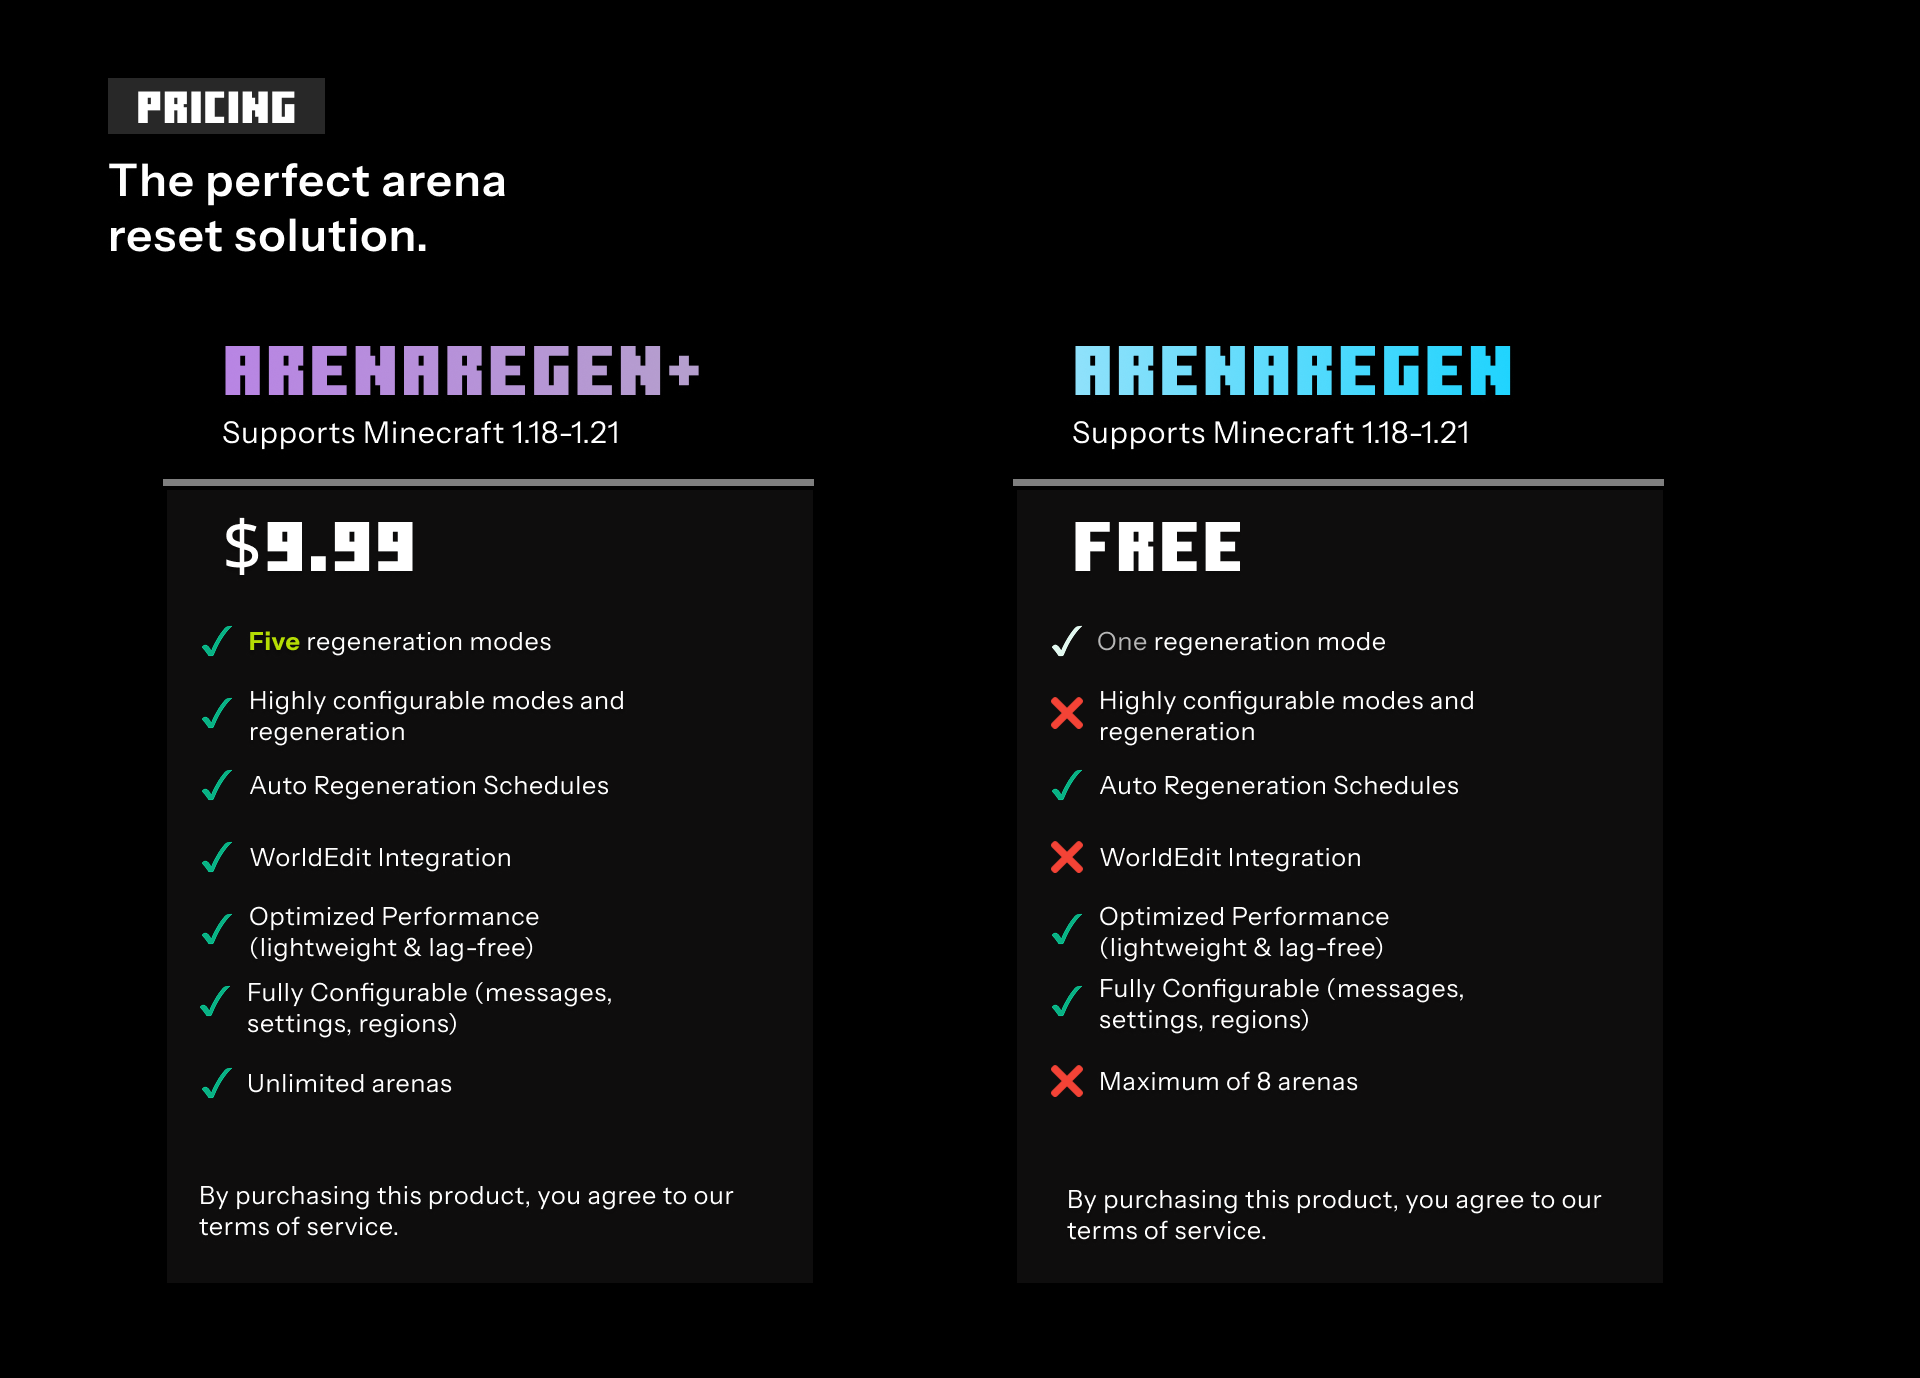 PRICING
The perfect arena
reset solution.
ARENAREGEN+
Supports Minecraft 1.18-1.21
$9.99
Five regeneration modes
Highly configurable modes and
regeneration
Auto Regeneration Schedules
WorldEdit Integration
Optimized Performance
(lightweight & lag-free)
Fully Configurable (messages,
settings, regions)
Unlimited arenas
By purchasing this product, you agree to our
terms of service.
ARENAREGEN
Supports Minecraft 1.18-1.21
FREE
One regeneration mode
Highly configurable modes and
regeneration
Auto Regeneration Schedules
WorldEdit Integration
Optimized Performance
(lightweight & lag-free)
Fully Configurable (messages,
settings, regions)
Maximum of 8 arenas
By purchasing this product, you agree to our
terms of service.